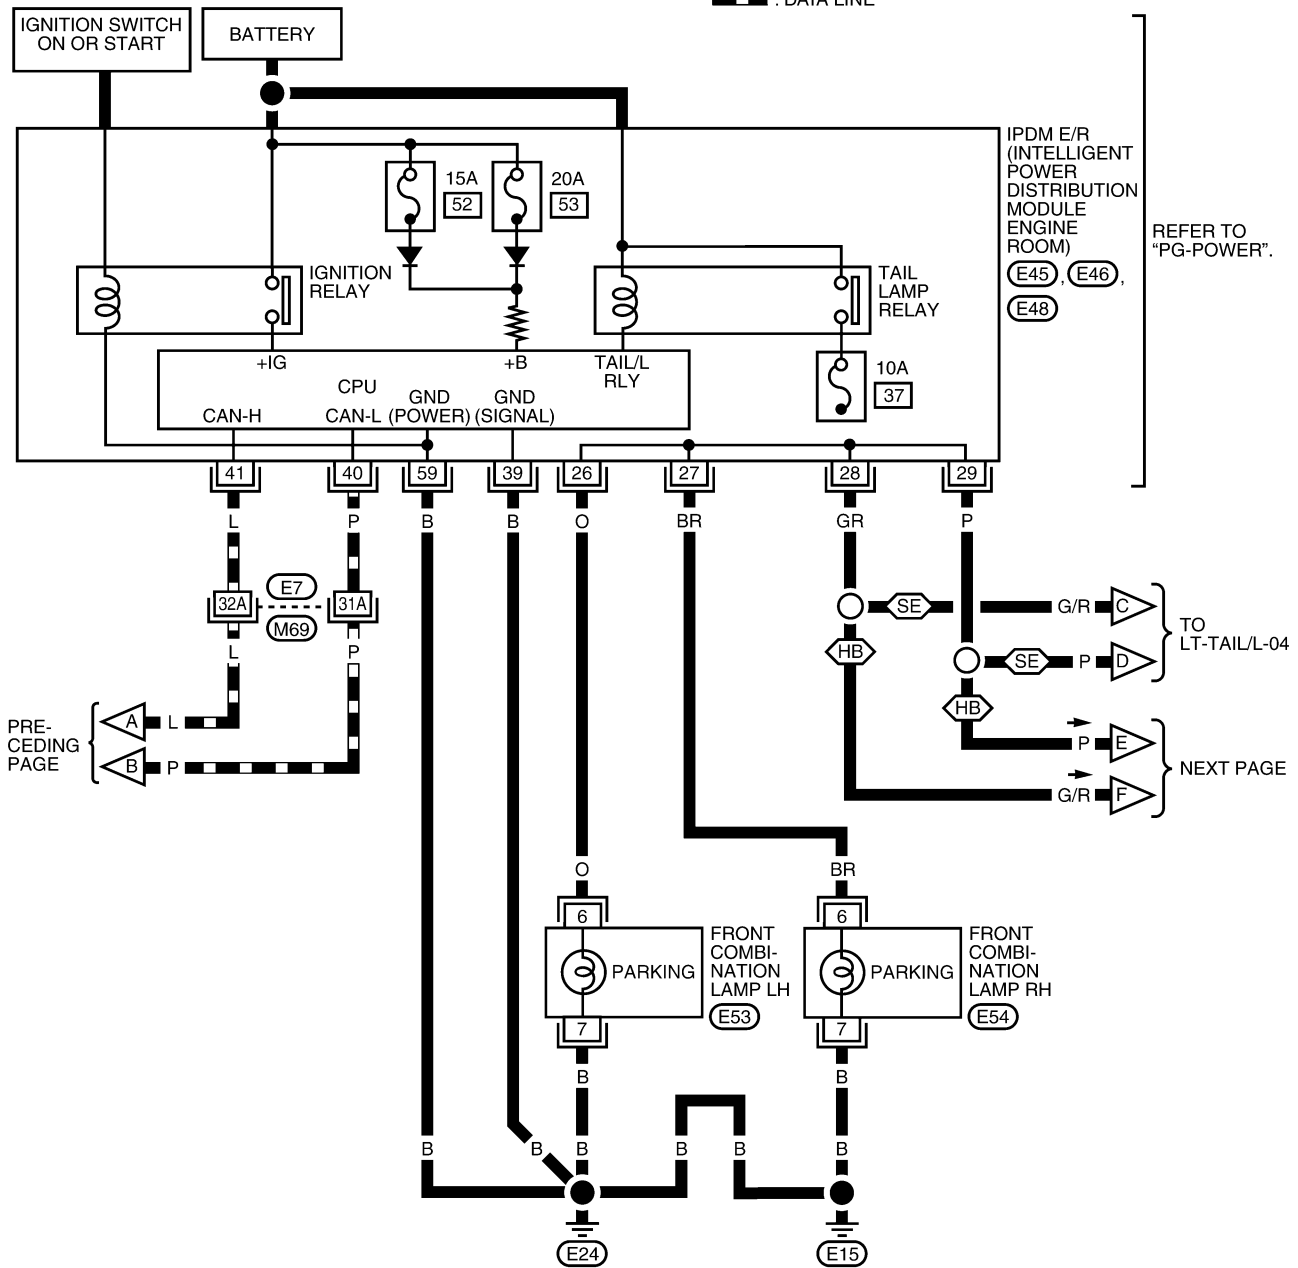 : DATA LINE
IGNITION SWITCH
ON OR START
BATTERY
IPDM E/R
(INTELLIGENT
POWER
DISTRIBUTION
MODULE
ENGINE
ROOM)
E45 , E46 ,
E48
REFER TO
“PG-POWER”.
15A
52
20A
53
IGNITION
RELAY
TAIL
LAMP
RELAY
10A
37
+IG
+B
TAIL/L
RLY
CPU
CAN-H
CAN-L
GND
(POWER)
GND
(SIGNAL)
41 40 59 39 26 27 28 29
L P B B O BR GR P
E7
32A 31A
M69
L P
SE G/R C
HB
SE P D
HB
TO
LT-TAIL/L-04
PRE-
CEDING
PAGE
A L
B P
P E
G/R F
NEXT PAGE
O BR
6 6
PARKING
FRONT
COMBI-
NATION
LAMP LH
E53
PARKING
FRONT
COMBI-
NATION
LAMP RH
E54
7 7
B B
B B B B B B
E24 E15